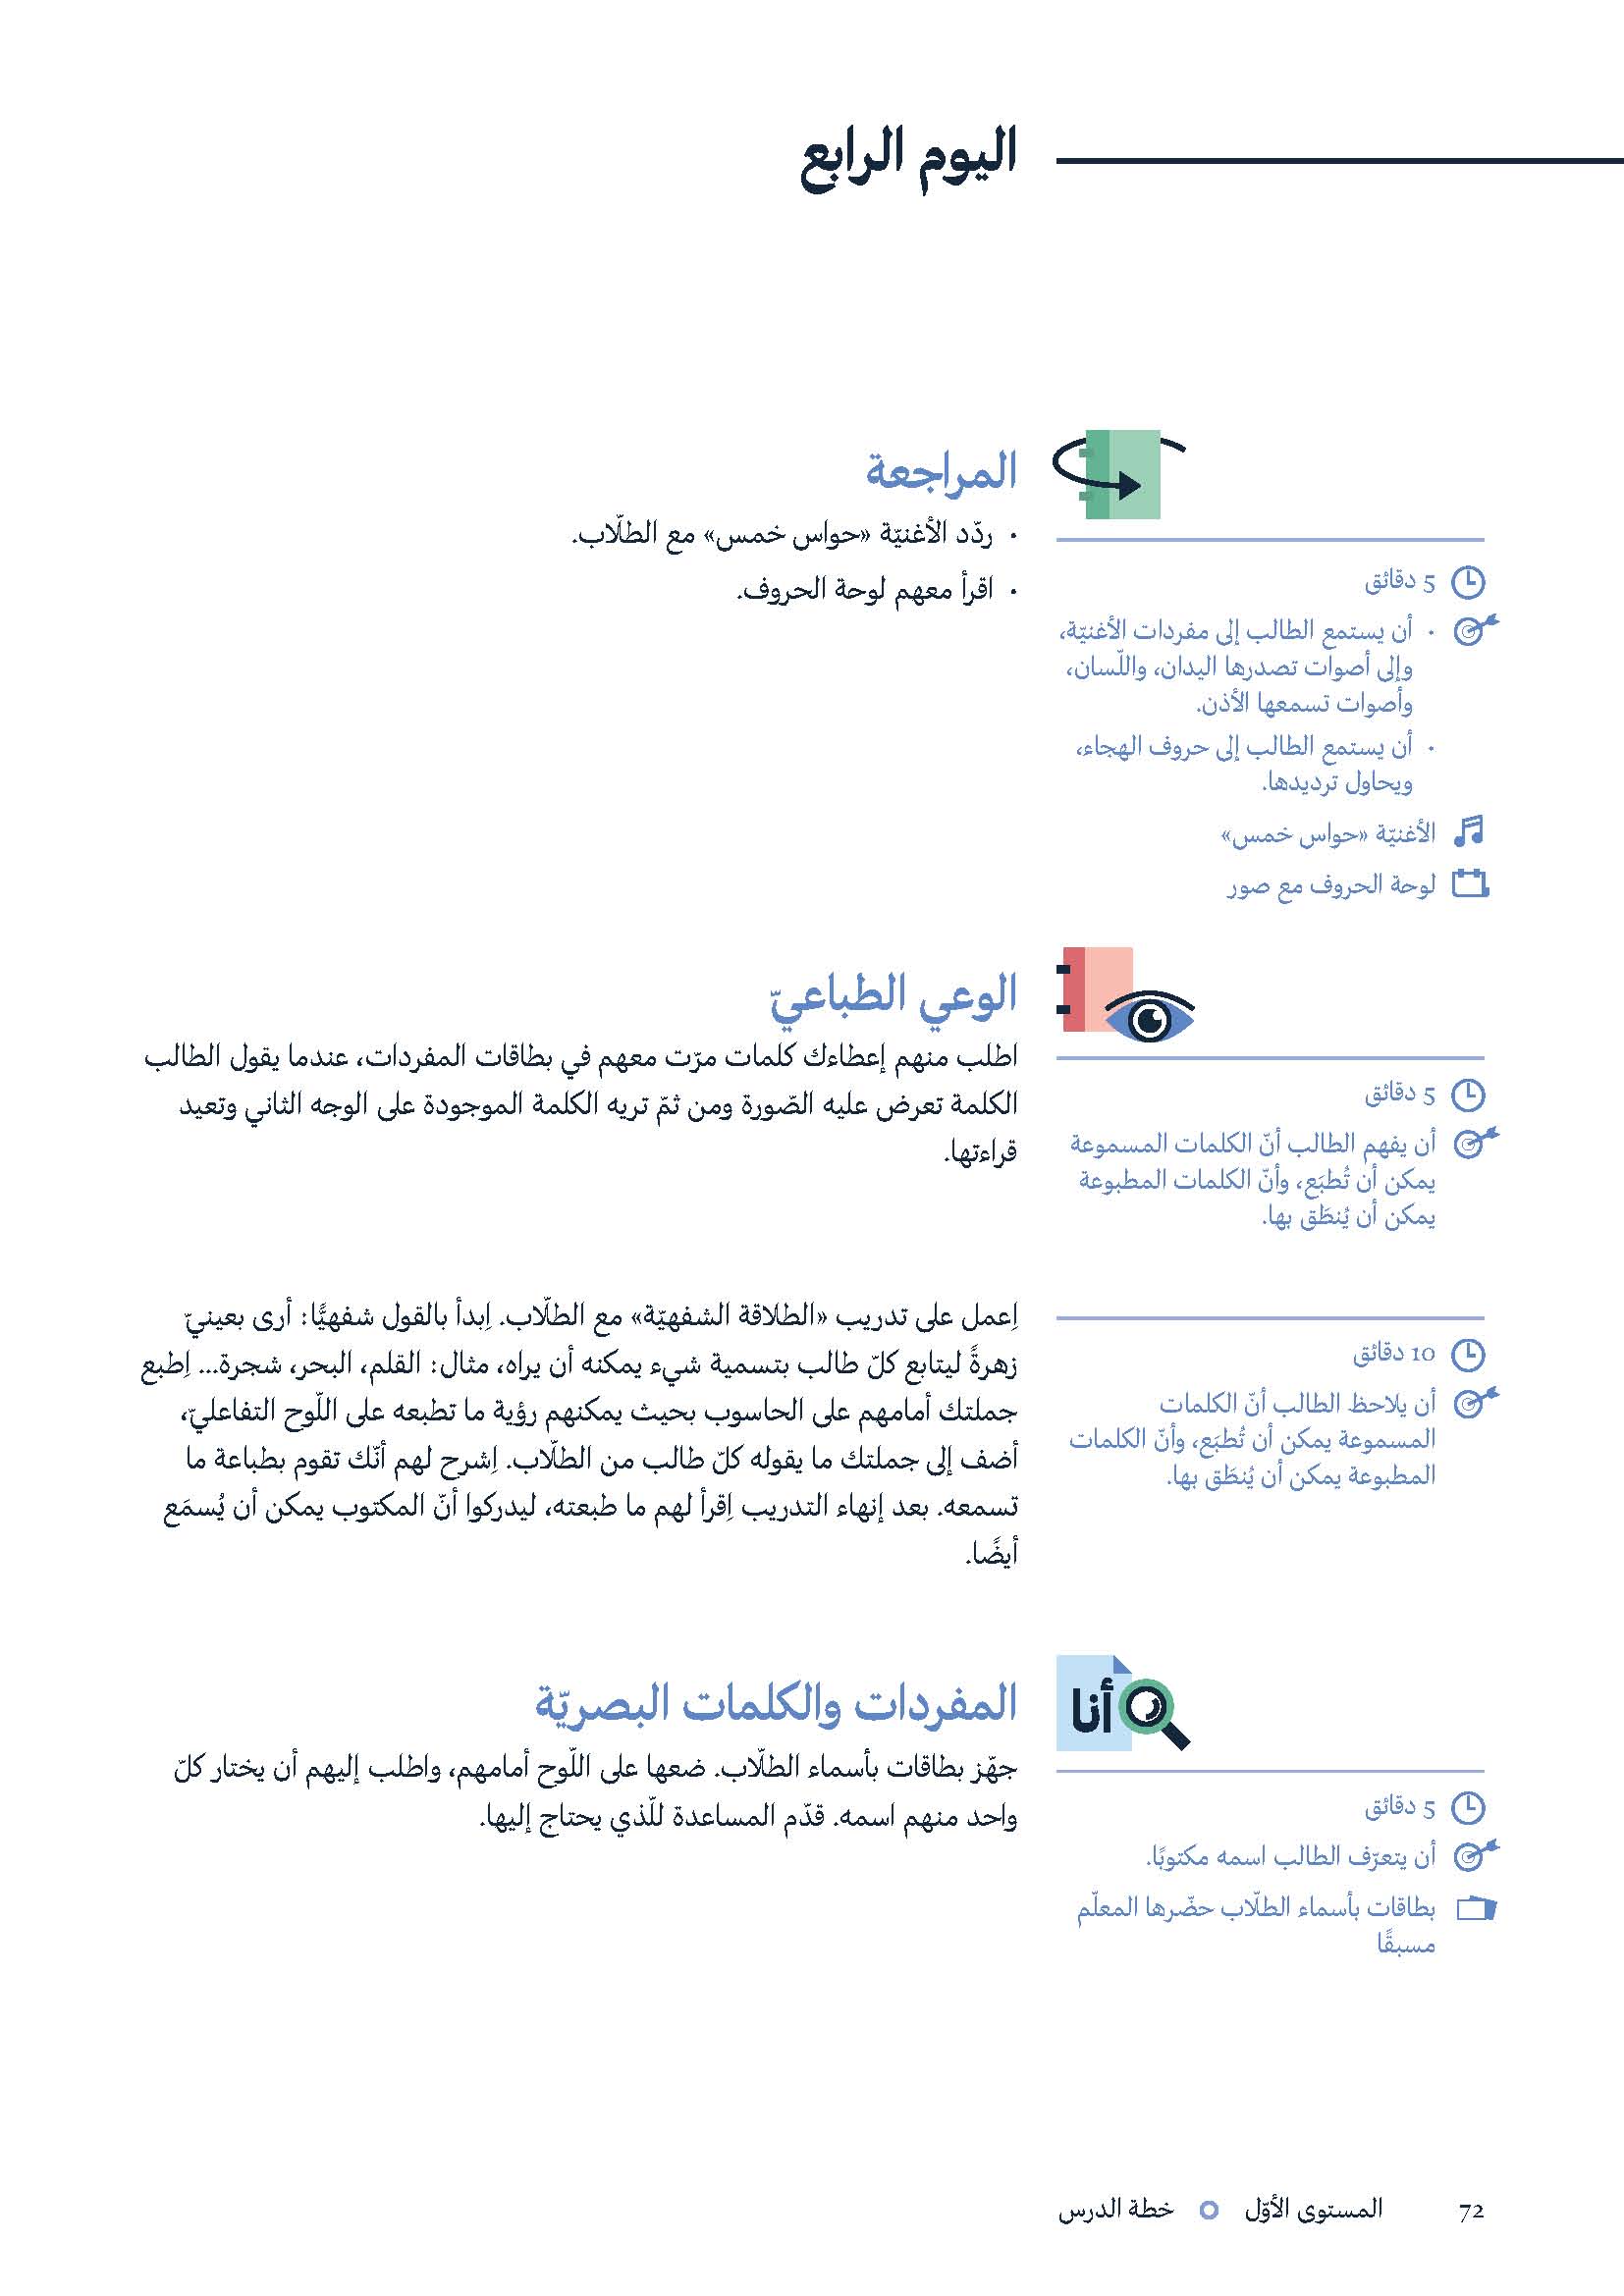 اليوم الرابع
المراجعة
• ردّد الأغنيّة «حواس خمس» مع الطلّاب.
• اقرأ معهم لوحة الحروف.
5 دقائق
• أن يستمع الطالب إلى مفردات الأغنيّة،
وإلى أصوات تصدرها اليدان، واللّسان،
وأصوات تسمعها الأذن.
• أن يستمع الطالب إلى حروف الهجاء،
ويحاول ترديدها.
الأغنيّة «حواس خمس»
لوحة الحروف مع صور
الوعي الطباعيّ
اطلب منهم إعطاءك كلمات مرّت معهم في بطاقات المفردات، عندما يقول الطالب
الكلمة تعرض عليه الصّورة ومن ثمّ تريه الكلمة الموجودة على الوجه الثاني وتعيد
قراءتها.
5 دقائق
أن يفهم الطالب أنّ الكلمات المسموعة
يمكن أن تُطبَع، وأنّ الكلمات المطبوعة
يمكن أن يُنطَق بها.
اِعمل على تدريب «الطلاقة الشفهيّة» مع الطلّاب. اِبدأ بالقول شفهيًّا: أرى بعينيّ
زهرةً ليتابع كلّ طالب بتسمية شيء يمكنه أن يراه، مثال: القلم، البحر، شجرة... اِطبع
جملتك أمامهم على الحاسوب بحيث يمكنهم رؤية ما تطبعه على اللّوح التفاعليّ،
أضف إلى جملتك ما يقوله كلّ طالب من الطلّاب. اِشرح لهم أنّك تقوم بطباعة ما
تسمعه. بعد إنهاء التدريب اِقرأ لهم ما طبعته، ليدركوا أنّ المكتوب يمكن أن يُسمَع
أيضًا.
10 دقائق
أن يلاحظ الطالب أنّ الكلمات
المسموعة يمكن أن تُطبَع، وأنّ الكلمات
المطبوعة يمكن أن يُنطَق بها.
أنا
المفردات والكلمات البصريّة
جهّز بطاقات بأسماء الطلّاب. ضعها على اللّوح أمامهم، واطلب إليهم أن يختار كلّ
واحد منهم اسمه. قدّم المساعدة للّذي يحتاج إليها.
5 دقائق
أن يتعرّف الطالب اسمه مكتوبًا.
بطاقات بأسماء الطلّاب حضّرها المعلّم
مسبقًا
72 المستوى الأوّل خطة الدرس